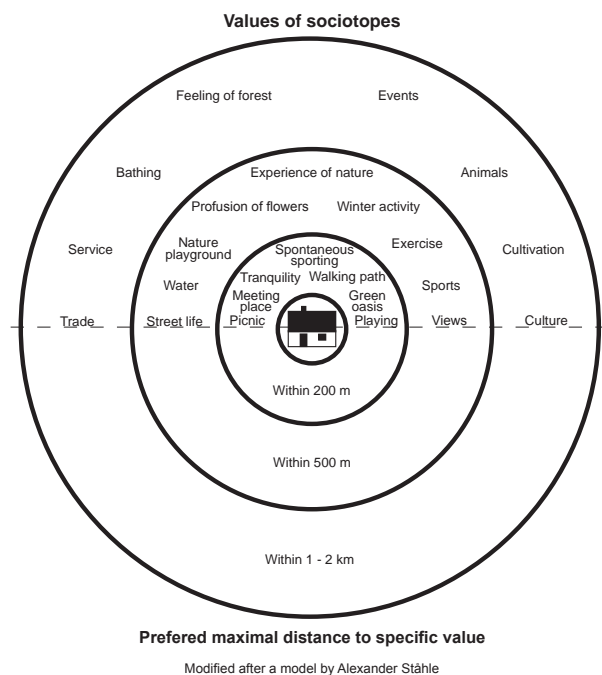 Values of sociotopes
Feeling of forest
Events
Bathing
Experience of nature
Animals
Profusion of flowers
Winter activity
Service
Nature
playground
Spontaneous
sporting
Exercise
Cultivation
Water
Tranquility
Walking path
Sports
Meeting
place
Green
oasis
Trade
Street life
Picnic
Playing
Views
Culture
Within 200 m
Within 500 m
Within 1 - 2 km
Prefered maximal distance to specific value
Modified after a model by Alexander Ståhle